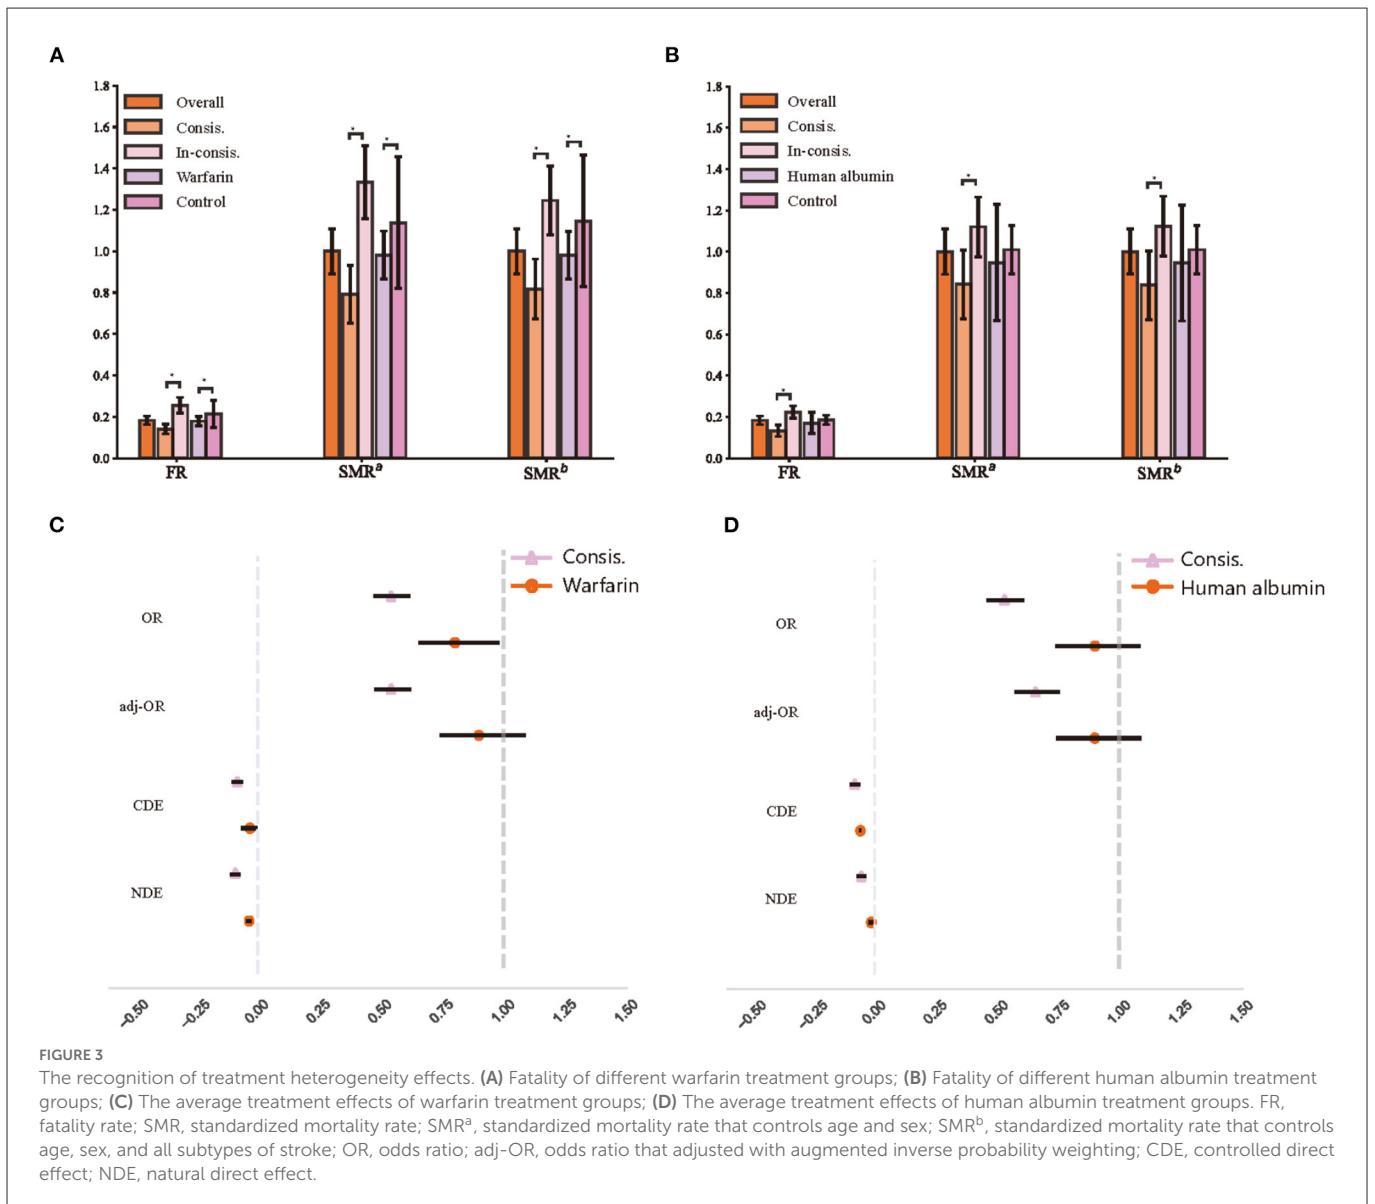 A
1.8
1.6
1.4
1.2
1.0
0.8
0.6
0.4
0.2
0.0
Overall
Consis.
In-consis.
Warfarin
Control
* * * * * *
FR SMRᵃ SMRᵇ
B
1.8
1.6
1.4
1.2
1.0
0.8
0.6
0.4
0.2
0.0
Overall
Consis.
In-consis.
Human albumin
Control
* * *
FR SMRᵃ SMRᵇ
C
Consis.
Warfarin
OR
adj-OR
CDE
NDE
−0.50 −0.25 0.00 0.25 0.50 0.75 1.00 1.25 1.50
D
Consis.
Human albumin
OR
adj-OR
CDE
NDE
−0.50 −0.25 0.00 0.25 0.50 0.75 1.00 1.25 1.50
FIGURE 3
The recognition of treatment heterogeneity effects. (A) Fatality of different warfarin treatment groups; (B) Fatality of different human albumin treatment
groups; (C) The average treatment effects of warfarin treatment groups; (D) The average treatment effects of human albumin treatment groups. FR,
fatality rate; SMR, standardized mortality rate; SMRᵃ, standardized mortality rate that controls age and sex; SMRᵇ, standardized mortality rate that controls
age, sex, and all subtypes of stroke; OR, odds ratio; adj-OR, odds ratio that adjusted with augmented inverse probability weighting; CDE, controlled direct
effect; NDE, natural direct effect.